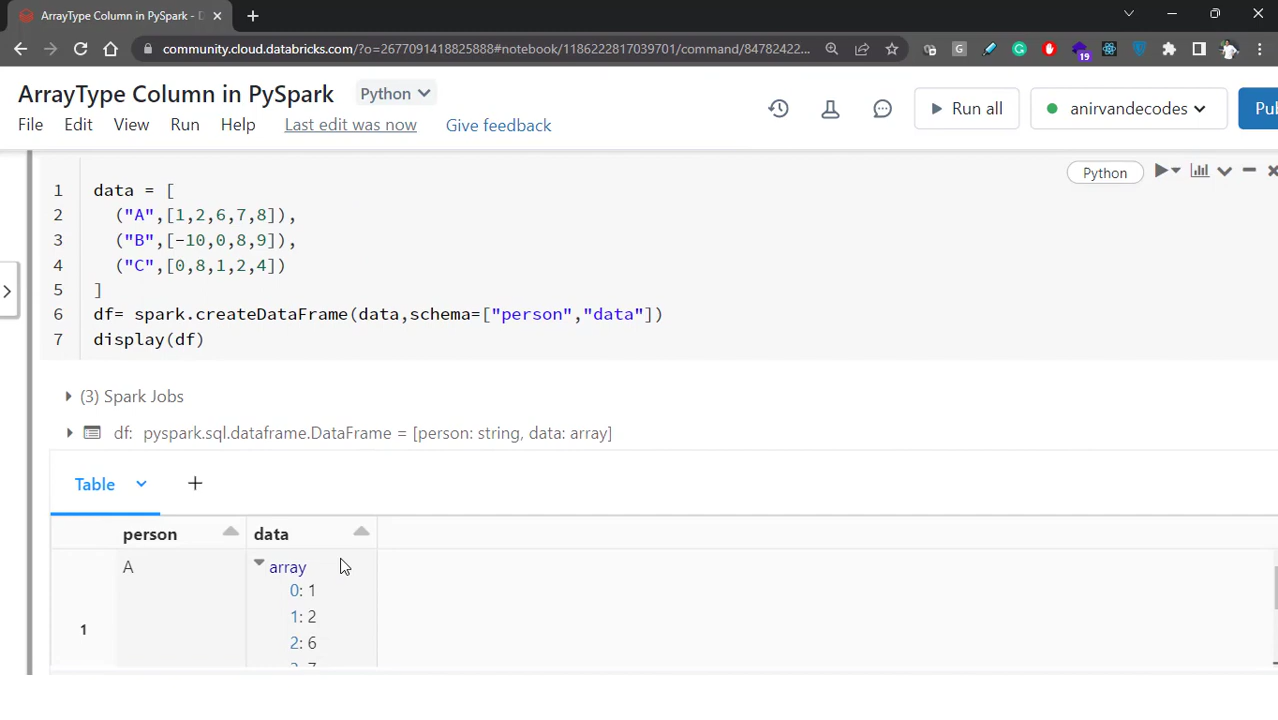 ArrayType Column in PySpark - D
community.cloud.databricks.com/?o=2677091418825888#notebook/1186222817039701/command/84782422...
G
19
ArrayType Column in PySpark
Python
File Edit View Run Help Last edit was now Give feedback
Run all
anirvandecodes
Pu
Python
1 data = [
2 ("A",[1,2,6,7,8]),
3 ("B",[-10,0,8,9]),
4 ("C",[0,8,1,2,4])
5 ]
6 df= spark.createDataFrame(data,schema=["person","data"])
7 display(df)
(3) Spark Jobs
df: pyspark.sql.dataframe.DataFrame = [person: string, data: array]
Table +
person data
A array
0: 1
1: 2
1
2: 6